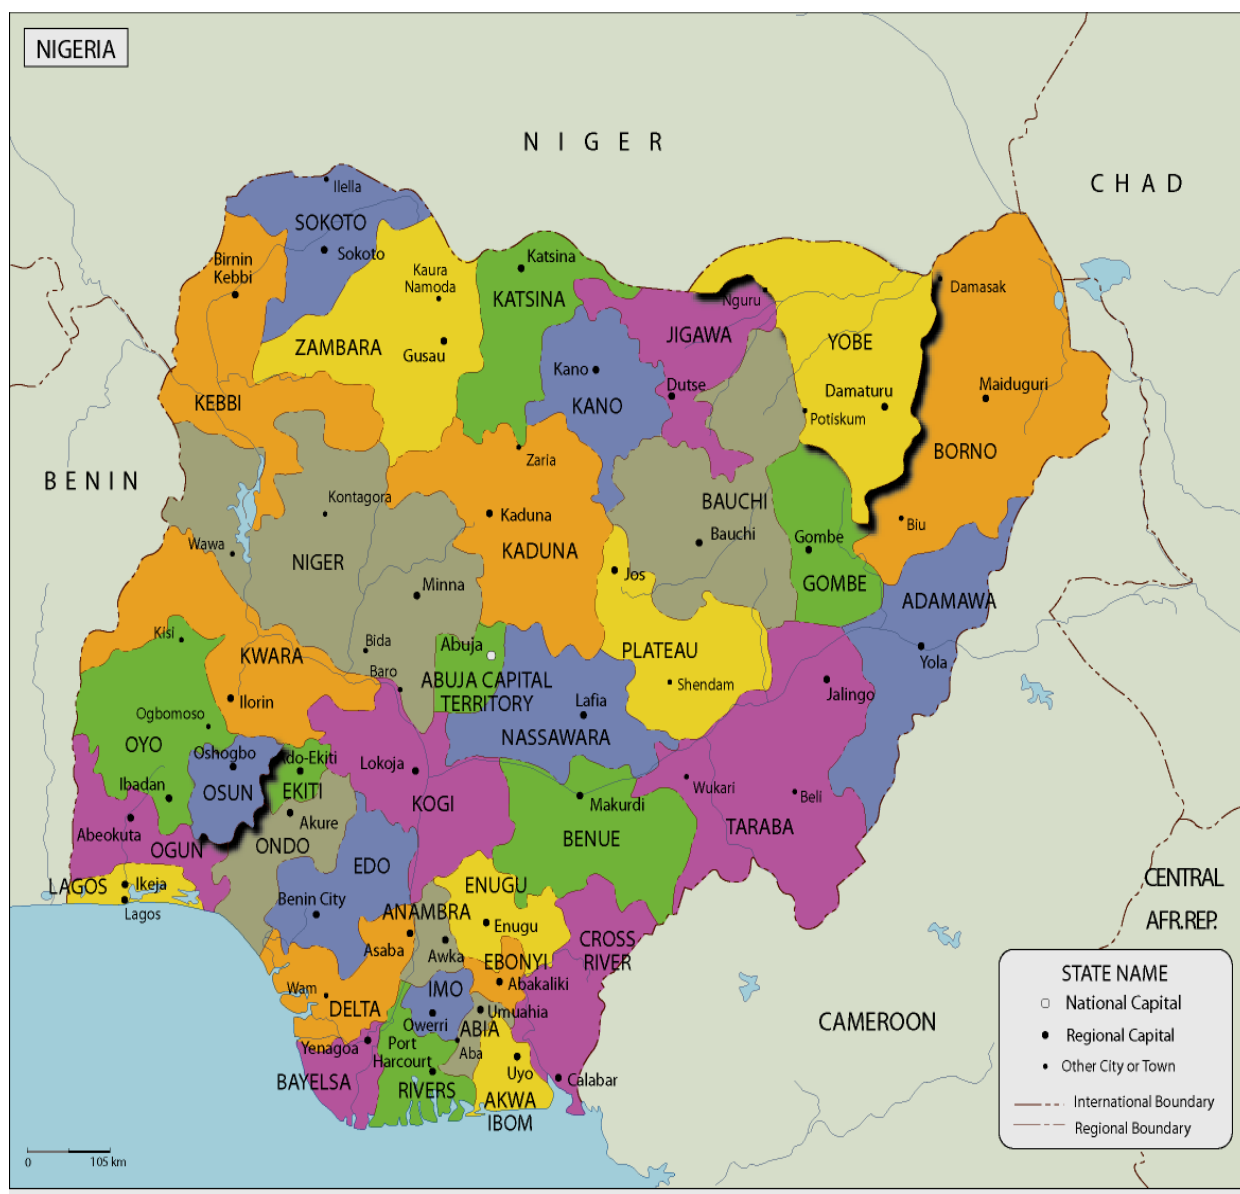 NIGERIA
NIGER
CHAD
Ilella
SOKOTO
Sokoto
Birnin
Kebbi
Kaura
Namoda
Katsina
KATSINA
Nguru
Damasak
ZAMBARA
Gusau
JIGAWA
YOBE
Kano
Dutse
Damaturu
Maiduguri
KEBBI
KANO
Potiskum
BORNO
BENIN
Zaria
Kontagora
Kaduna
BAUCHI
Bauchi
Gombe
Biu
Wawa
NIGER
KADUNA
Jos
GOMBE
ADAMAWA
Minna
Kisi
Bida
Abuja
KWARA
PLATEAU
Yola
Baro
ABUJA CAPITAL
TERRITORY
Shendam
Jalingo
Ilorin
Lafia
Ogbomoso
NASSAWARA
OYO
Oshogbo
do-Ekiti
Lokoja
Ibadan
OSUN
EKITI
KOGI
Makurdi
Wukari
Beli
Abeokuta
Akure
BENUE
TARABA
OGUN
ONDO
EDO
LAGOS
Ikeja
ENUGU
CENTRAL
AFR.REP.
Lagos
Benin City
ANAMBRA
Enugu
CROSS
RIVER
Asaba
Awka
EBONYI
Abakaliki
Wam
DELTA
IMO
Owerri
Umuahia
ABIA
CAMEROON
Yenagoa
Port
Harcourt
Aba
Uyo
Calabar
BAYELSA
RIVERS
AKWA
IBOM
STATE NAME
National Capital
Regional Capital
Other City or Town
International Boundary
Regional Boundary
0 105 km